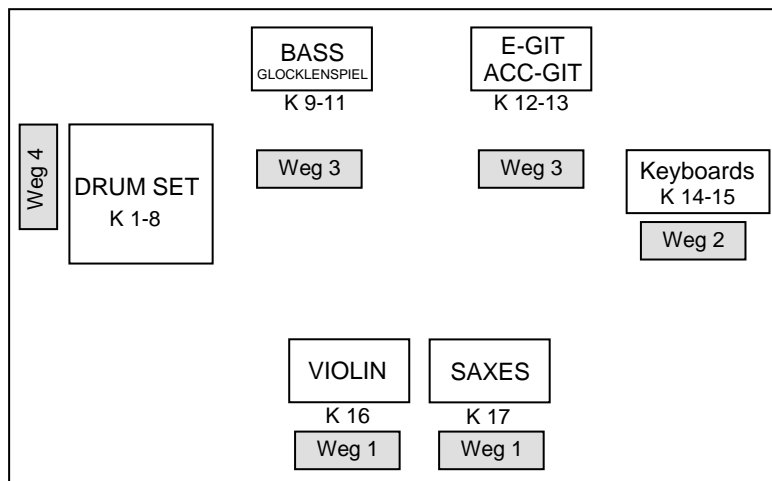 BASS
GLOCKLENSPIEL
K 9-11
E-GIT
ACC-GIT
K 12-13
Weg 4
DRUM SET
K 1-8
Weg 3
Weg 3
Keyboards
K 14-15
Weg 2
VIOLIN
K 16
Weg 1
SAXES
K 17
Weg 1